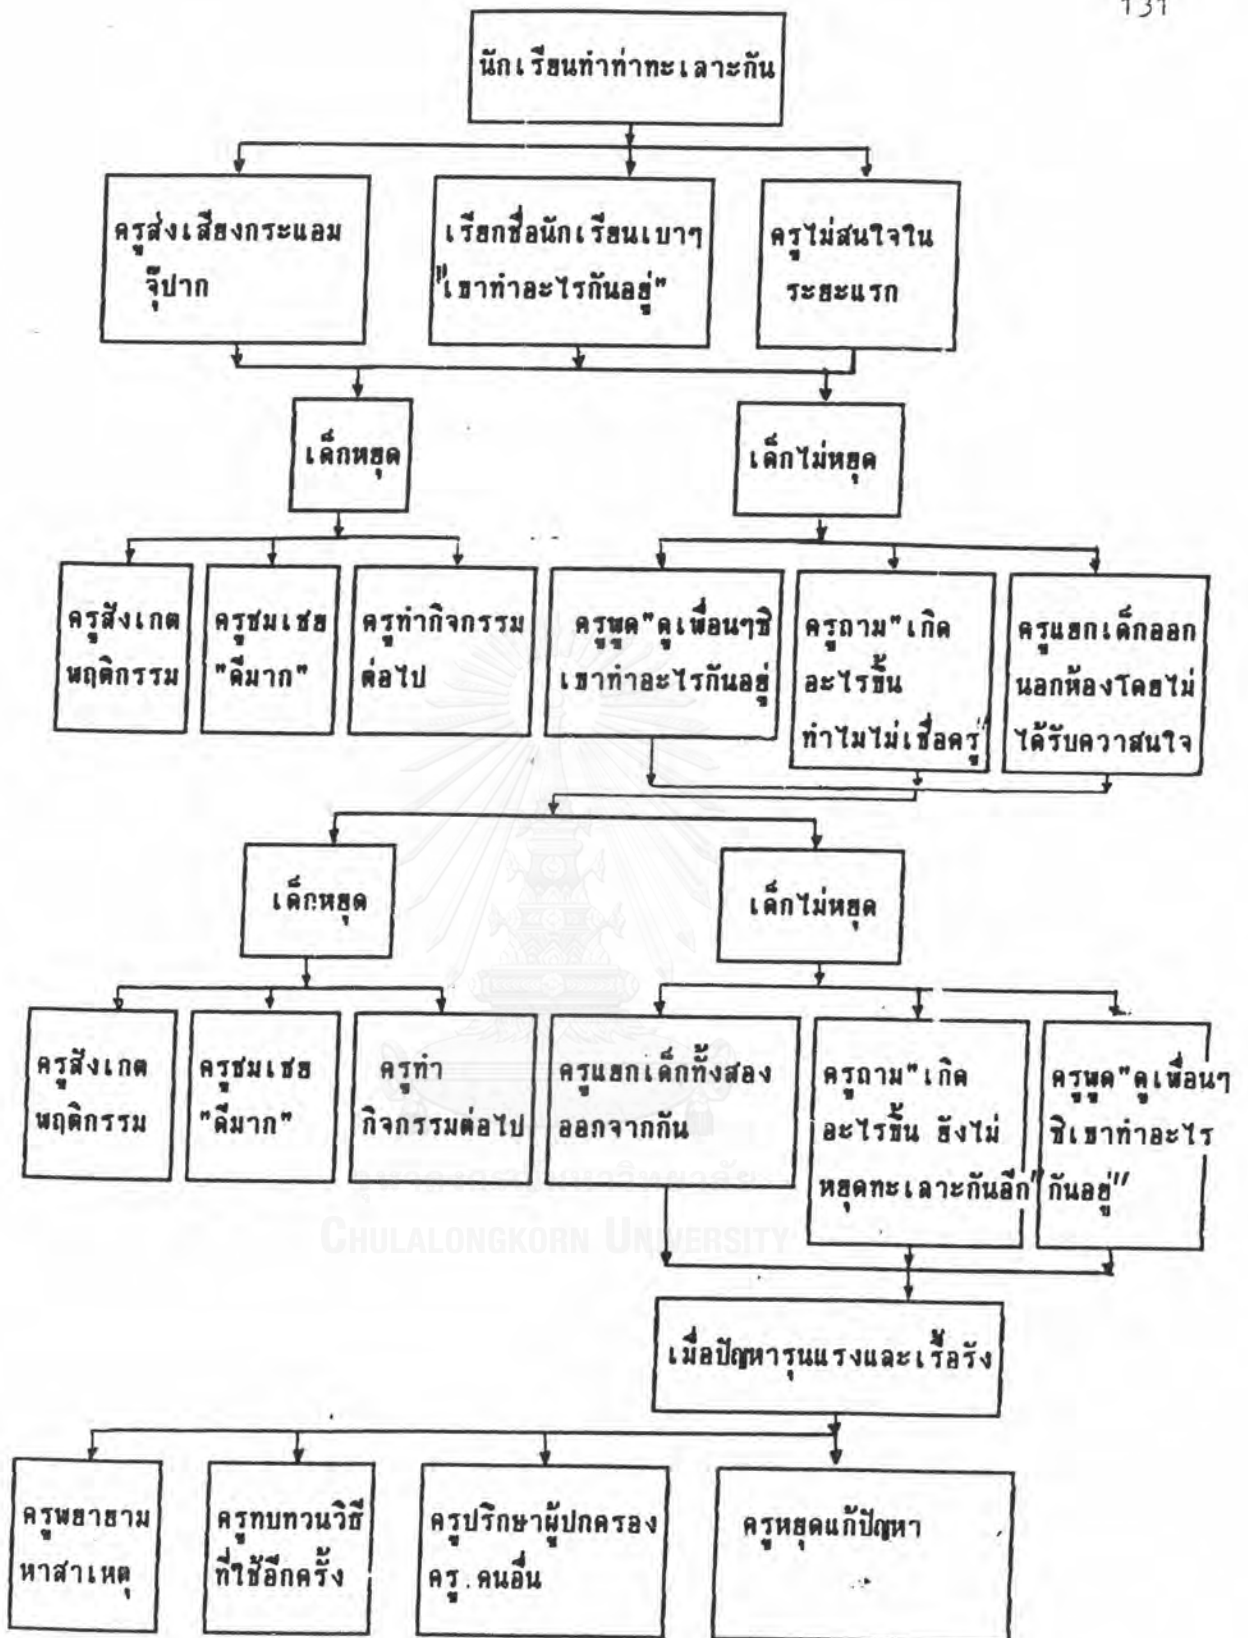 131
นักเรียนทำท่าทะเลาะกัน
ครูส่งเสียงกระแอม
จุ๊ปาก
เรียกชื่อนักเรียนเบาๆ
"เขาทำอะไรกันอยู่"
ครูไม่สนใจใน
ระยะแรก
เด็กหยุด
เด็กไม่หยุด
ครูสังเกต
พฤติกรรม
ครูชมเชย
"ดีมาก"
ครูทำกิจกรรม
ต่อไป
ครูพูด"ดูเพื่อนๆซิ
เขาทำอะไรกันอยู่
ครูถาม"เกิด
อะไรขึ้น
ทำไมไม่เชื่อครู"
ครูแยกเด็กออก
นอกห้องโดยไม่
ได้รับควาสนใจ
เด็กหยุด
เด็กไม่หยุด
ครูสังเกต
พฤติกรรม
ครูชมเชย
"ดีมาก"
ครูทำ
กิจกรรมต่อไป
ครูแยกเด็กทั้งสอง
ออกจากกัน
ครูถาม"เกิด
อะไรขึ้น ยังไม่
หยุดทะเลาะกันอีก"
ครูพูด"ดูเพื่อนๆ
ซิเขาทำอะไร
กันอยู่"
จุฬาลงกรณ์มหาวิทยาลัย
CHULALONGKORN UNIVERSITY
เมื่อปัญหารุนแรงและเรื้อรัง
ครูพยายาม
หาสาเหตุ
ครูทบทวนวิธี
ที่ใช้อีกครั้ง
ครูปรึกษาผู้ปกครอง
ครู.คนอื่น
ครูหยุดแก้ปัญหา